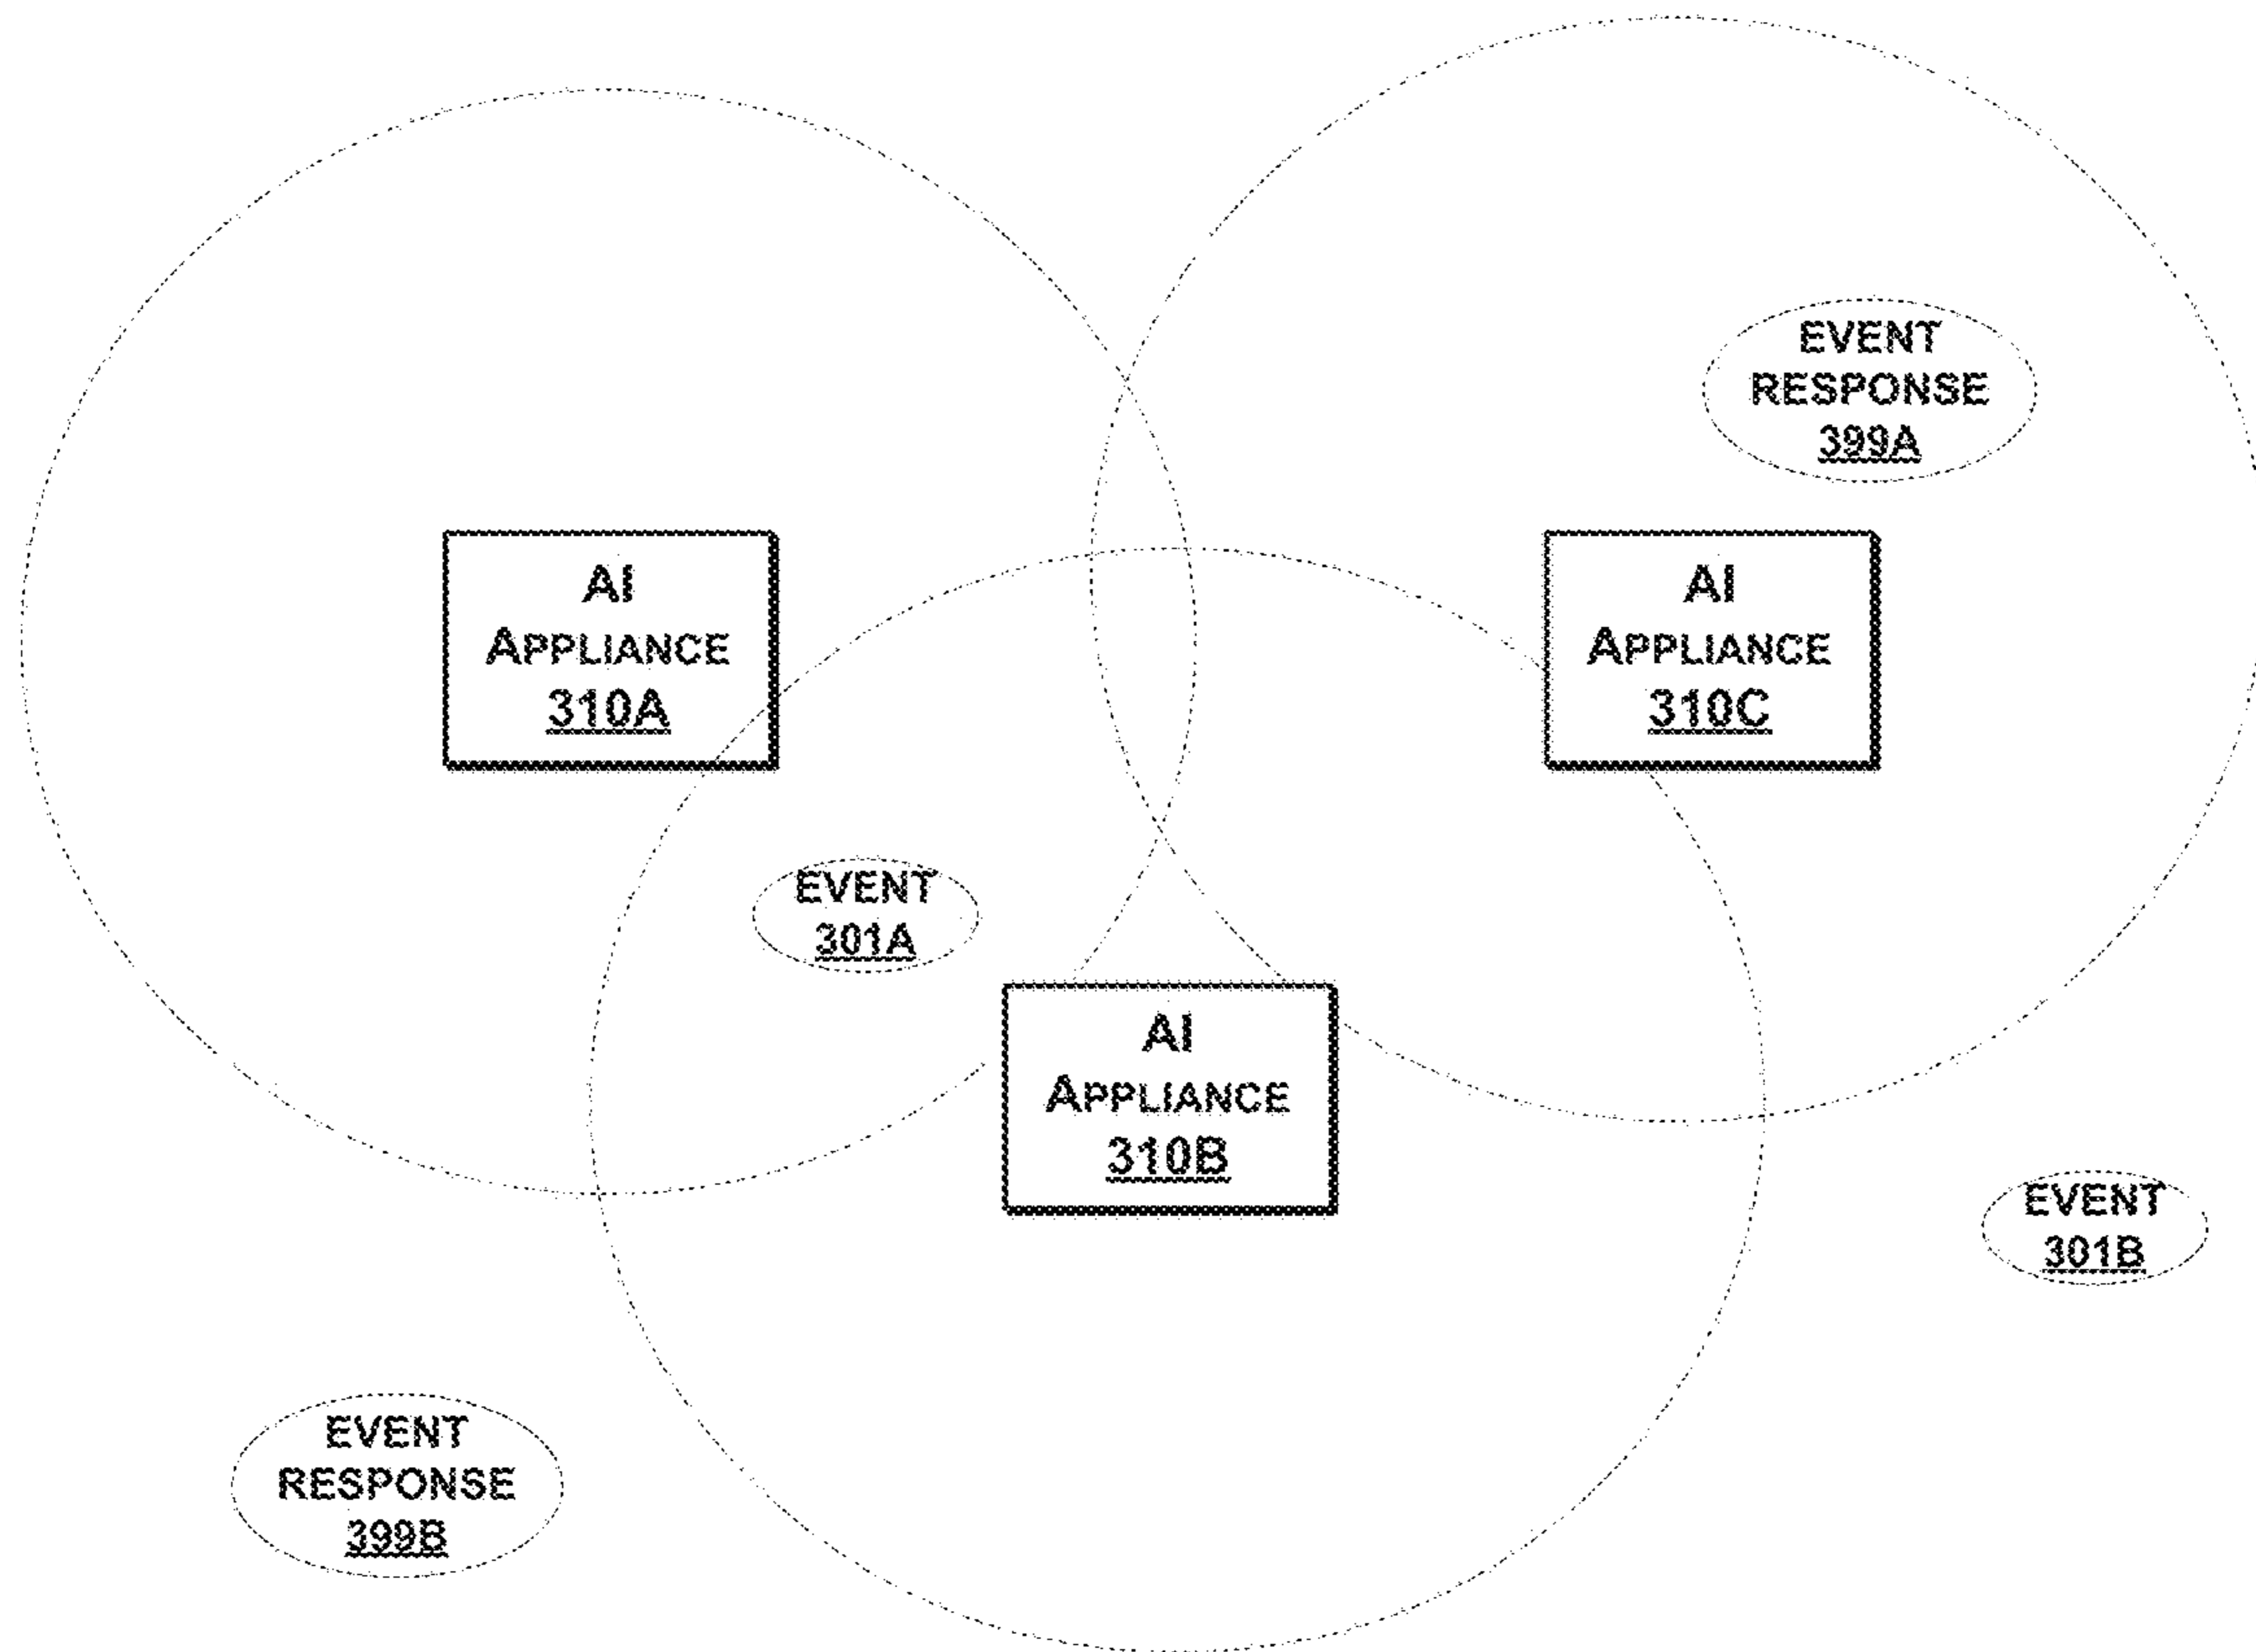 EVENT
RESPONSE
399A
AI
APPLIANCE
310A
AI
APPLIANCE
310C
EVENT
301A
AI
APPLIANCE
310B
EVENT
301B
EVENT
RESPONSE
399B